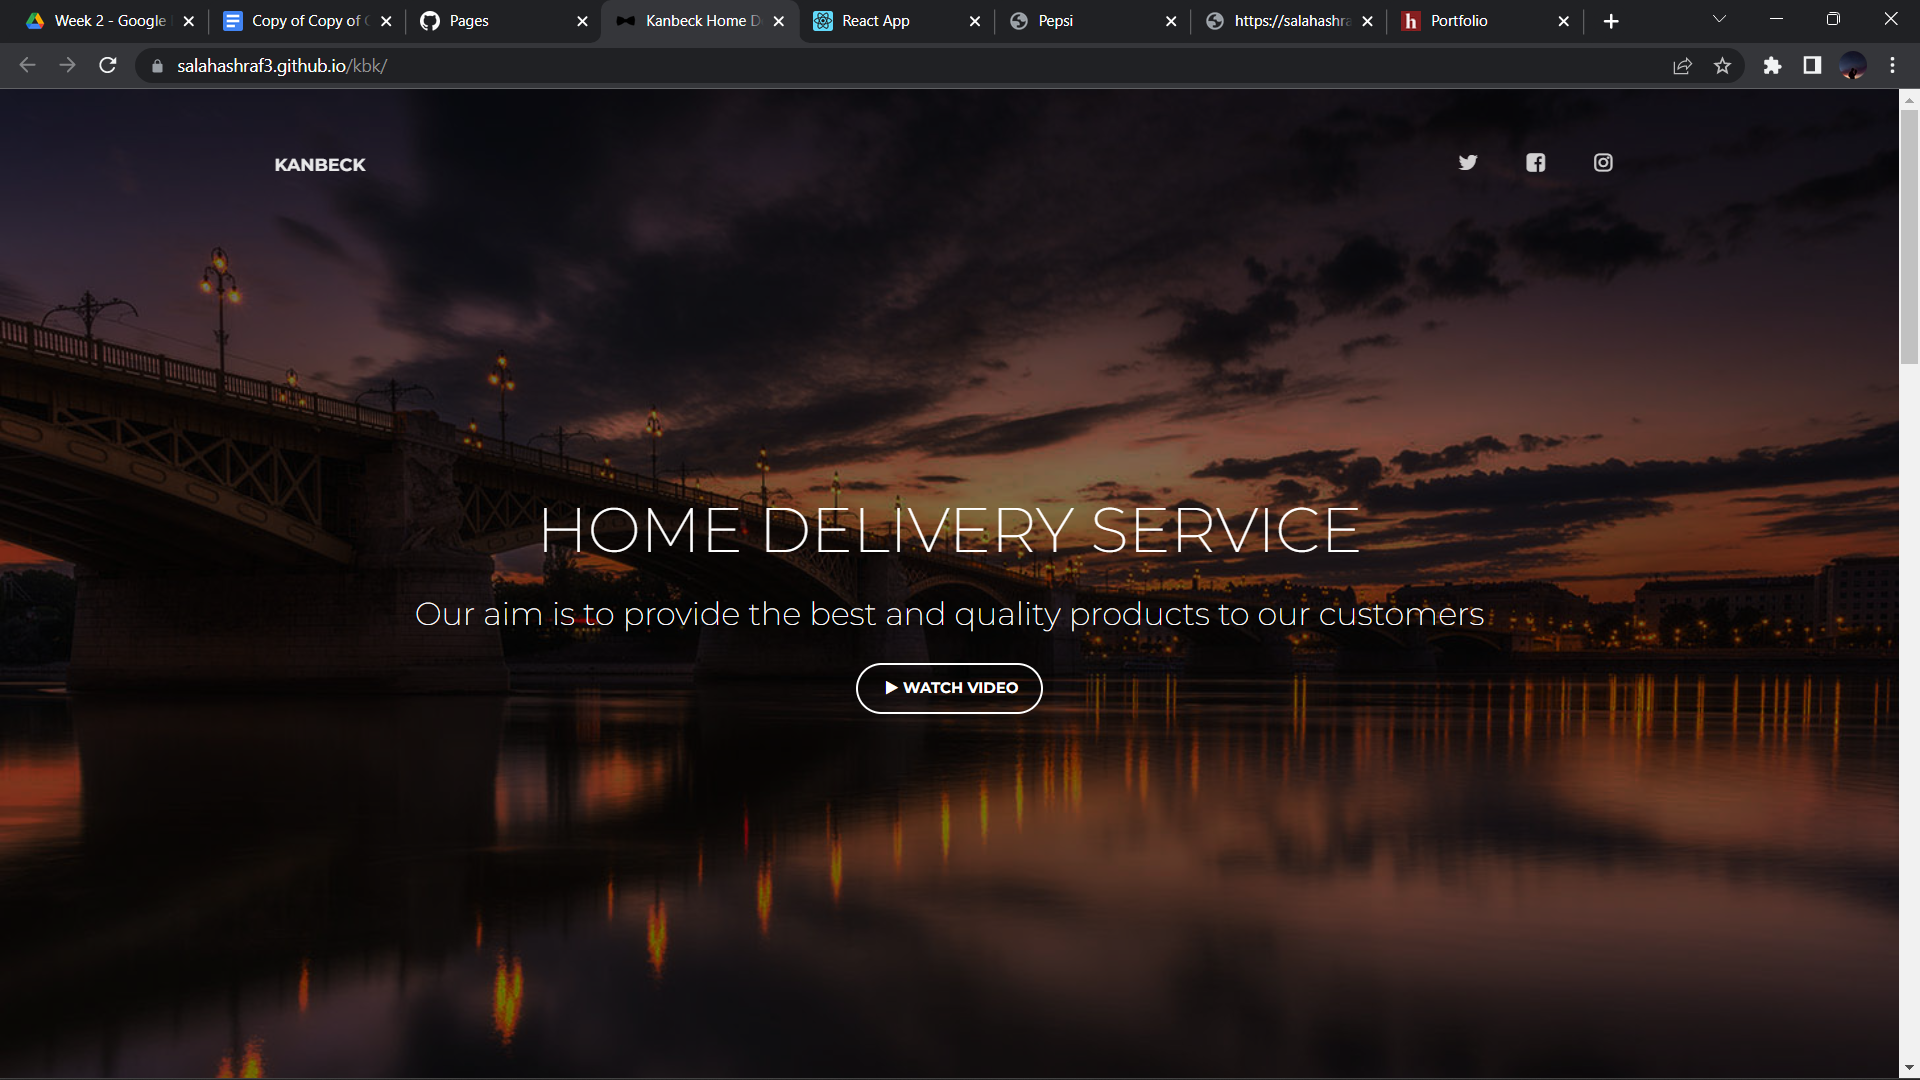 Week 2 - Google
Copy of Copy of
Pages
Kanbeck Home D
React App
Pepsi
https://salahashra
Portfolio
salahashraf3.github.io/kbk/
KANBECK
HOME DELIVERY SERVICE
Our aim is to provide the best and quality products to our customers
WATCH VIDEO